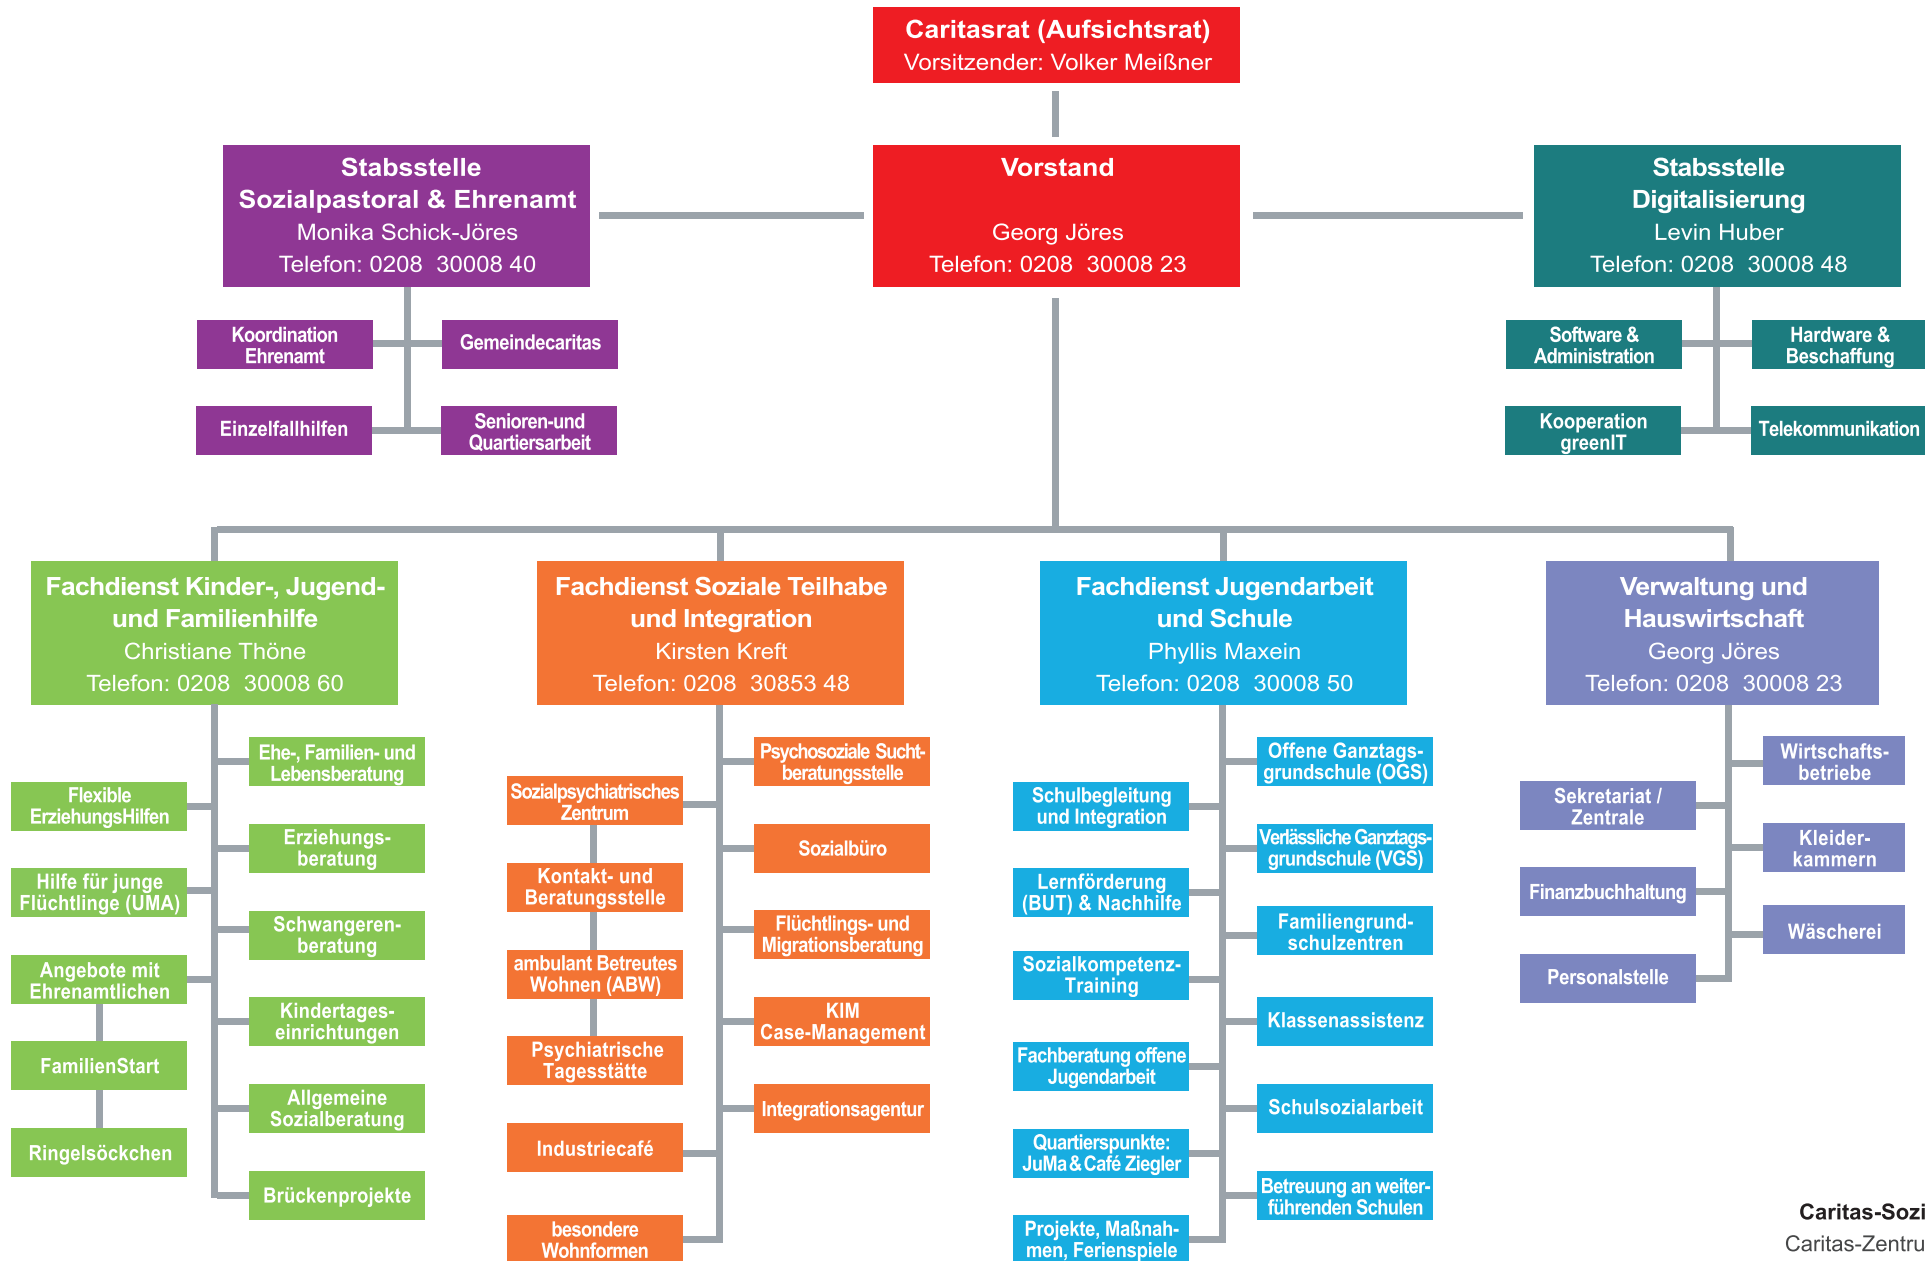 Caritasrat (Aufsichtsrat)
Vorsitzender: Volker Meißner
Stabsstelle
Sozialpastoral & Ehrenamt
Monika Schick-Jöres
Telefon: 0208 30008 40
Vorstand
Georg Jöres
Telefon: 0208 30008 23
Stabsstelle
Digitalisierung
Levin Huber
Telefon: 0208 30008 48
Koordination
Ehrenamt
Gemeindecaritas
Einzelfallhilfen
Senioren-und
Quartiersarbeit
Software &
Administration
Hardware &
Beschaffung
Kooperation
greenIT
Telekommunikation
Fachdienst Kinder-, Jugend-
und Familienhilfe
Christiane Thöne
Telefon: 0208 30008 60
Ehe-, Familien- und
Lebensberatung
Flexible
ErziehungsHilfen
Erziehungs-
beratung
Hilfe für junge
Flüchtlinge (UMA)
Schwangeren-
beratung
Angebote mit
Ehrenamtlichen
Kindertages-
einrichtungen
FamilienStart
Allgemeine
Sozialberatung
Ringelsöckchen
Brückenprojekte
Fachdienst Soziale Teilhabe
und Integration
Kirsten Kreft
Telefon: 0208 30853 48
Psychosoziale Sucht-
beratungsstelle
Sozialpsychiatrisches
Zentrum
Sozialbüro
Kontakt- und
Beratungsstelle
Flüchtlings- und
Migrationsberatung
ambulant Betreutes
Wohnen (ABW)
KIM
Case-Management
Psychiatrische
Tagesstätte
Integrationsagentur
Industriecafé
besondere
Wohnformen
Fachdienst Jugendarbeit
und Schule
Phyllis Maxein
Telefon: 0208 30008 50
Offene Ganztags-
grundschule (OGS)
Schulbegleitung
und Integration
Verlässliche Ganztags-
grundschule (VGS)
Lernförderung
(BUT) & Nachhilfe
Familiengrund-
schulzentren
Sozialkompetenz-
Training
Klassenassistenz
Fachberatung offene
Jugendarbeit
Schulsozialarbeit
Quartierspunkte:
JuMa & Café Ziegler
Betreuung an weiter-
führenden Schulen
Projekte, Maßnah-
men, Ferienspiele
Verwaltung und
Hauswirtschaft
Georg Jöres
Telefon: 0208 30008 23
Wirtschafts-
betriebe
Sekretariat /
Zentrale
Kleider-
kammern
Finanzbuchhaltung
Wäscherei
Personalstelle
Caritas-Sozi
Caritas-Zentru